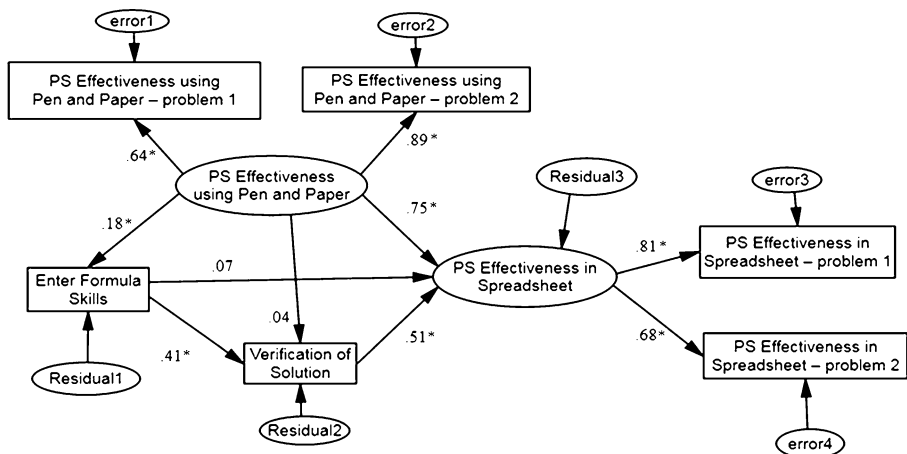 error1
error2
PS Effectiveness using
Pen and Paper – problem 1
PS Effectiveness using
Pen and Paper – problem 2
.64*
.89*
PS Effectiveness
using Pen and Paper
Residual3
error3
.18*
.75*
.81*
PS Effectiveness in
Spreadsheet – problem 1
Enter Formula
Skills
.07
PS Effectiveness in
Spreadsheet
.04
.41*
.51*
.68*
Verification of
Solution
PS Effectiveness in
Spreadsheet – problem 2
Residual1
Residual2
error4